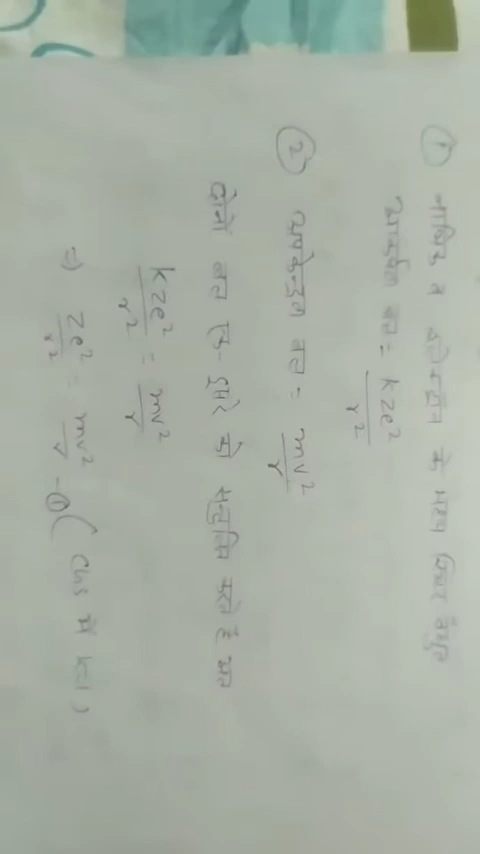 ① नाभिक व इलेक्ट्रॉन के मध्य स्थिर वैद्युत
आकर्षण बल = kze²/r²
② अपकेन्द्रण बल = mv²/r
दोनों बल एक-दूसरे को संतुलित करते हैं अतः
kze²/r² = mv²/r
⇒ ze²/r² = mv²/r -① ( CGS में k=1 )